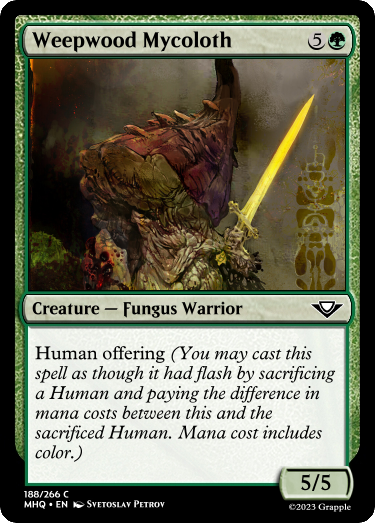 Weepwood Mycoloth 5
Creature — Fungus Warrior
Human offering (You may cast this
spell as though it had flash by sacrificing
a Human and paying the difference in
mana costs between this and the
sacrificed Human. Mana cost includes
color.)
5/5
188/266 C
MHQ • EN Svetoslav Petrov
©2023 Grapple